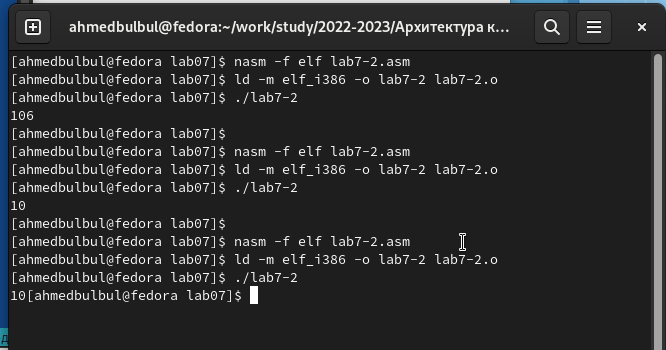 ahmedbulbul@fedora:~/work/study/2022-2023/Архитектура к...
[ahmedbulbul@fedora lab07]$ nasm -f elf lab7-2.asm
[ahmedbulbul@fedora lab07]$ ld -m elf_i386 -o lab7-2 lab7-2.o
[ahmedbulbul@fedora lab07]$ ./lab7-2
106
[ahmedbulbul@fedora lab07]$
[ahmedbulbul@fedora lab07]$ nasm -f elf lab7-2.asm
[ahmedbulbul@fedora lab07]$ ld -m elf_i386 -o lab7-2 lab7-2.o
[ahmedbulbul@fedora lab07]$ ./lab7-2
10
[ahmedbulbul@fedora lab07]$
[ahmedbulbul@fedora lab07]$ nasm -f elf lab7-2.asm
[ahmedbulbul@fedora lab07]$ ld -m elf_i386 -o lab7-2 lab7-2.o
[ahmedbulbul@fedora lab07]$ ./lab7-2
10[ahmedbulbul@fedora lab07]$